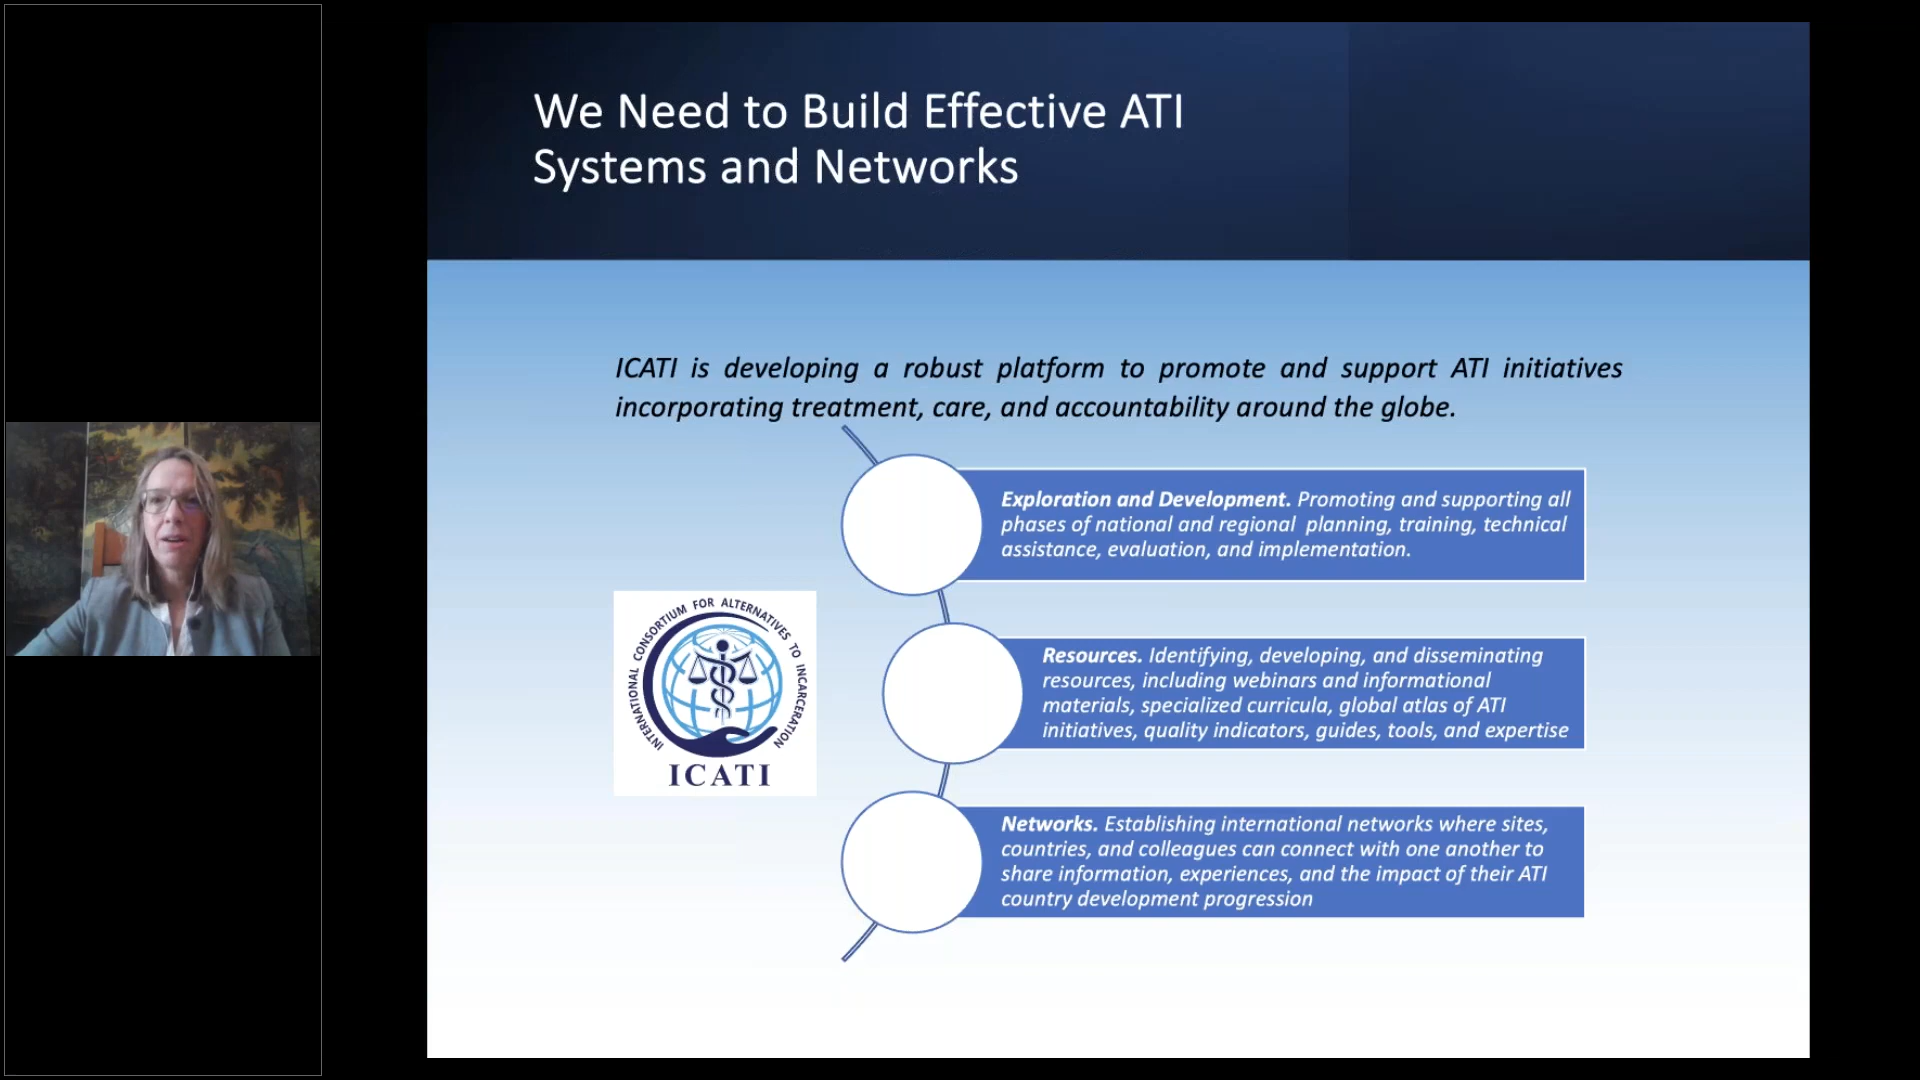 We Need to Build Effective ATI
Systems and Networks
ICATI is developing a robust platform to promote and support ATI initiatives
incorporating treatment, care, and accountability around the globe.
Exploration and Development. Promoting and supporting all
phases of national and regional planning, training, technical
assistance, evaluation, and implementation.
INTERNATIONAL CONSORTIUM FOR ALTERNATIVES TO INCARCERATION
ICATI
Resources. Identifying, developing, and disseminating
resources, including webinars and informational
materials, specialized curricula, global atlas of ATI
initiatives, quality indicators, guides, tools, and expertise
Networks. Establishing international networks where sites,
countries, and colleagues can connect with one another to
share information, experiences, and the impact of their ATI
country development progression